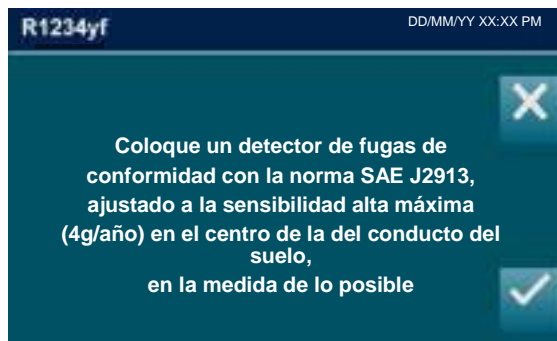 R1234yf
DD/MM/YY XX:XX PM
Coloque un detector de fugas de
conformidad con la norma SAE J2913,
ajustado a la sensibilidad alta máxima
(4g/año) en el centro de la del conducto del
suelo,
en la medida de lo posible